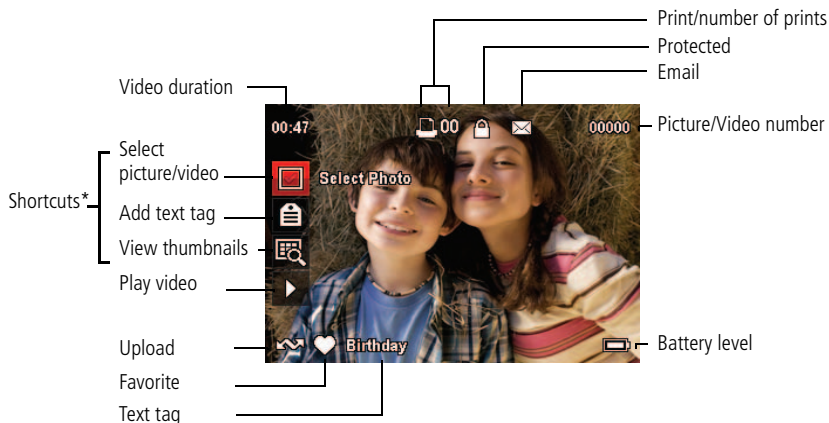 Print/number of prints
Protected
Email
Video duration
00:47
00
00000
Picture/Video number
Select
picture/video
Select Photo
Shortcuts*
Add text tag
View thumbnails
Play video
Upload
Birthday
Battery level
Favorite
Text tag